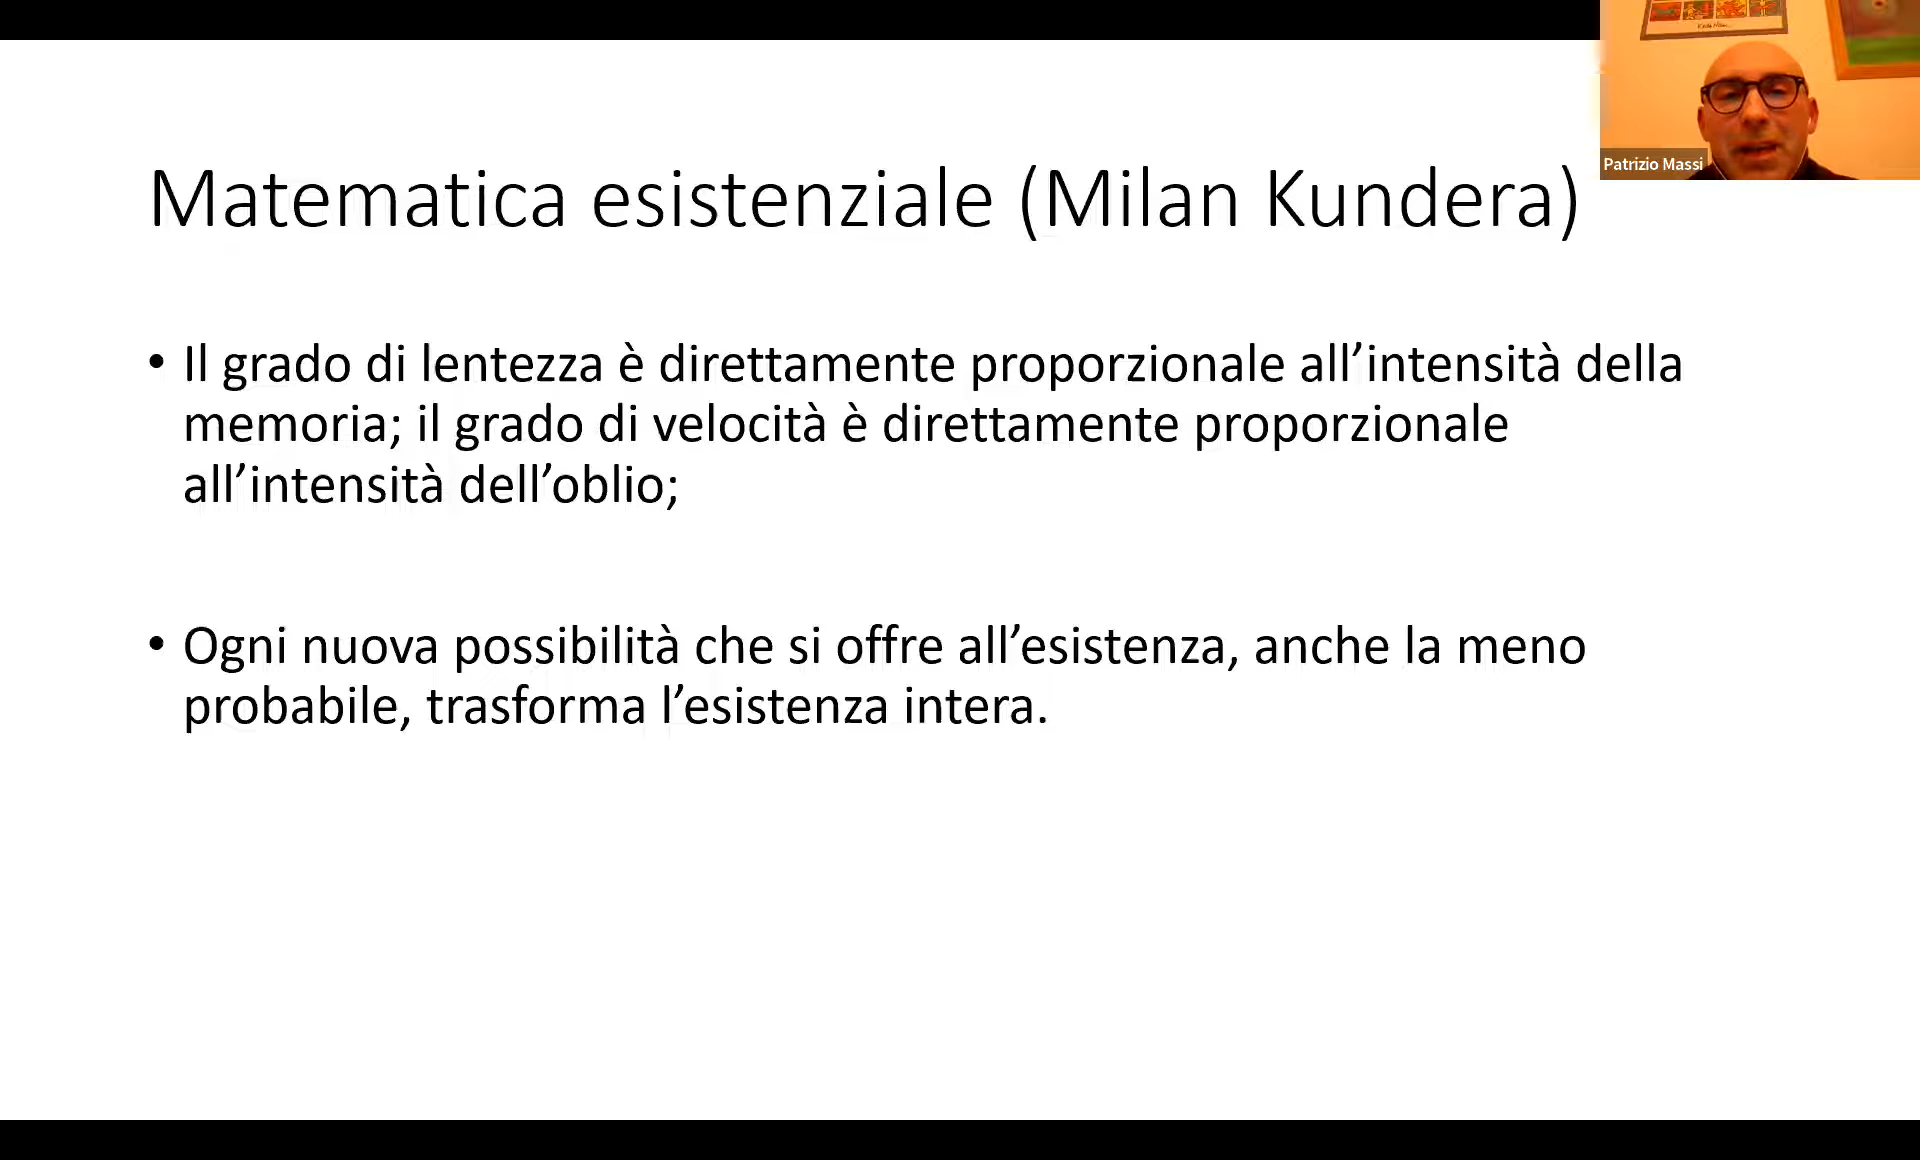 Matematica esistenziale (Milan Kundera)
Patrizio Massi
• Il grado di lentezza è direttamente proporzionale all’intensità della
memoria; il grado di velocità è direttamente proporzionale
all’intensità dell’oblio;
• Ogni nuova possibilità che si offre all’esistenza, anche la meno
probabile, trasforma l’esistenza intera.